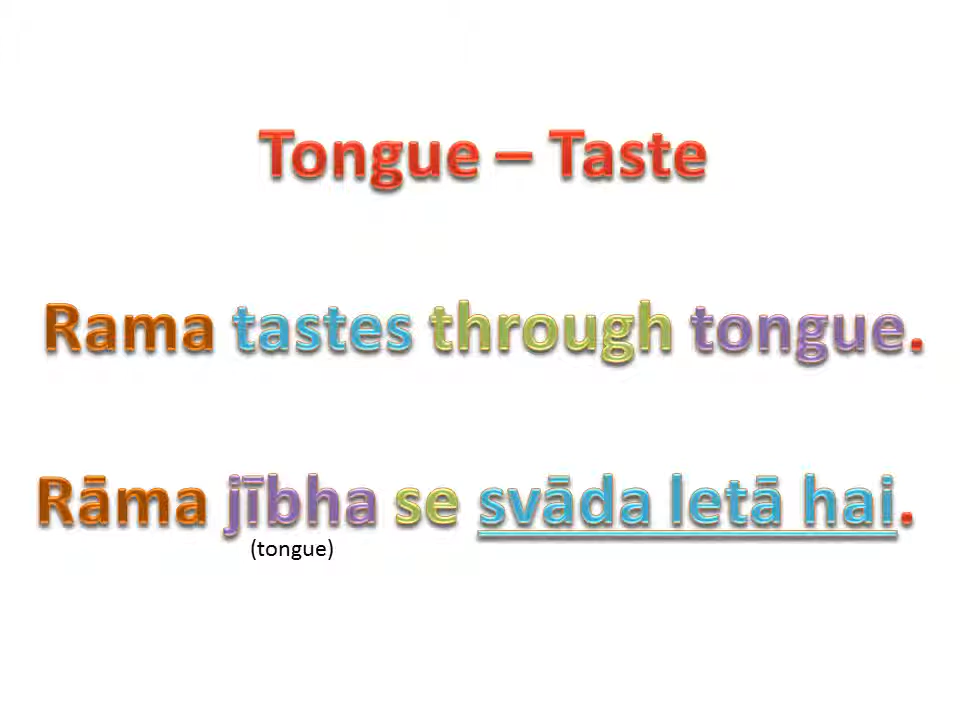 Tongue – Taste
Rama tastes through tongue.
Rāma jībha se svāda letā hai.
(tongue)